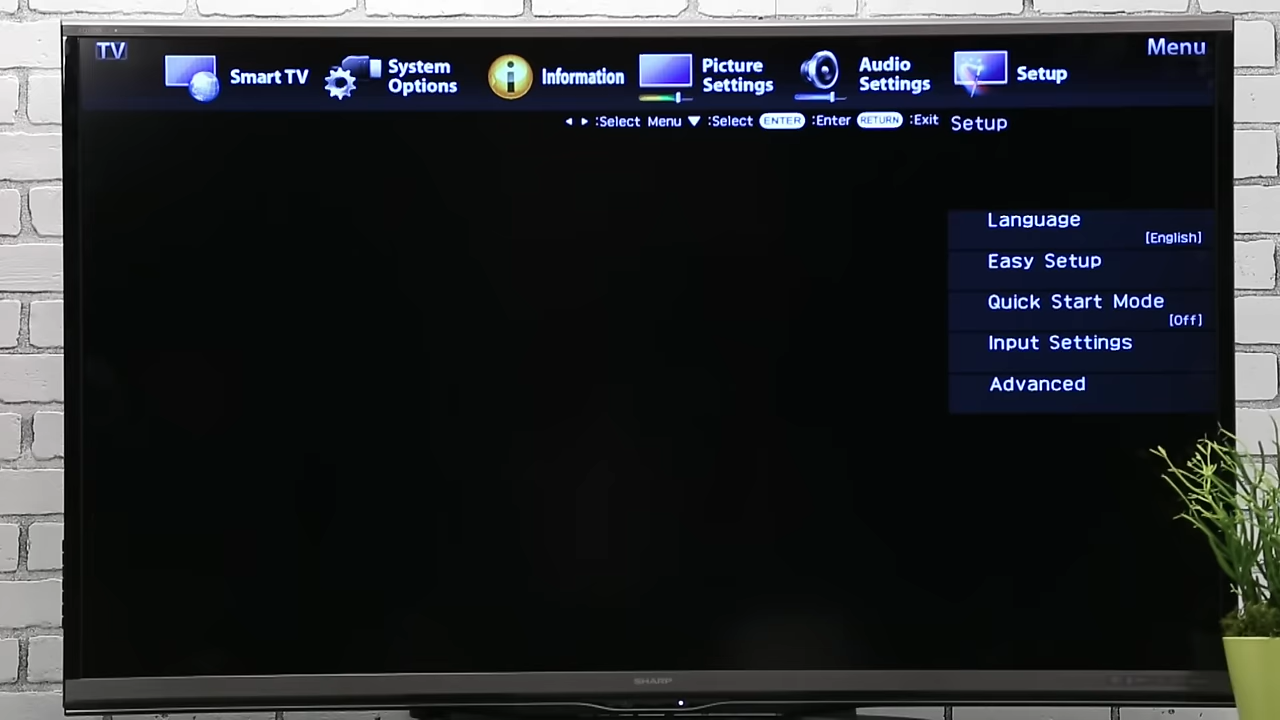 TV
Menu
Smart TV
System
Options
Information
Picture
Settings
Audio
Settings
Setup
:Select Menu :Select ENTER :Enter RETURN :Exit
Setup
Language
[English]
Easy Setup
Quick Start Mode
[Off]
Input Settings
Advanced
SHARP